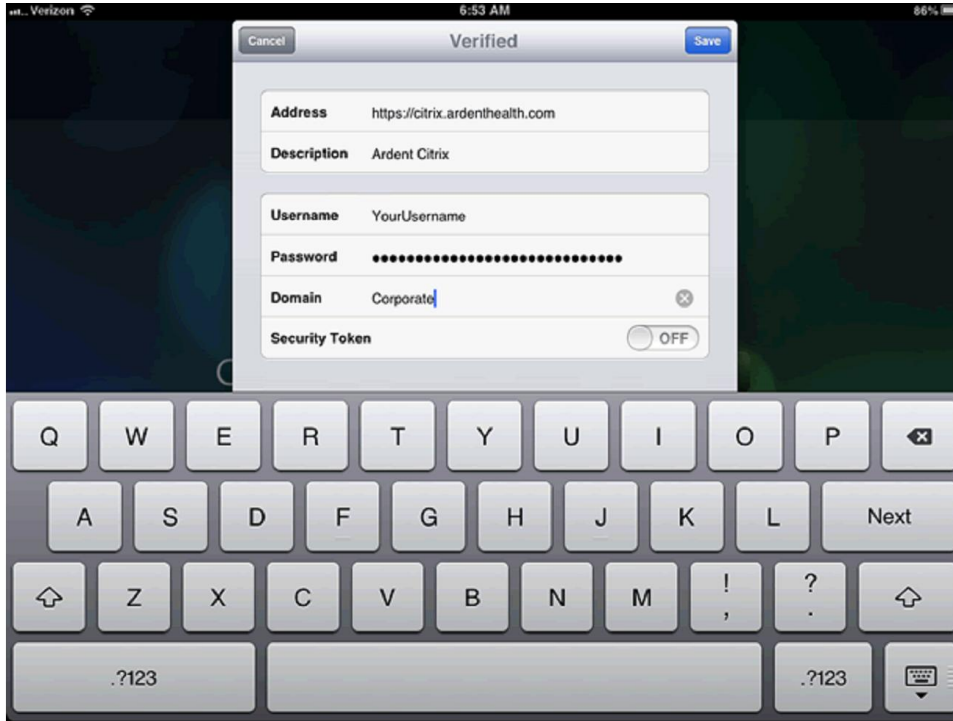 ...Verizon 6:53 AM 86%
Cancel Verified Save
Address https://citrix.ardenthealth.com
Description Ardent Citrix
Username YourUsername
Password ●●●●●●●●●●●●●●●●●●●●●●●●●●●●●
Domain Corporate
Security Token OFF
Q W E R T Y U I O P
A S D F G H J K L Next
Z X C V B N M ! , ? .
.?123 .?123